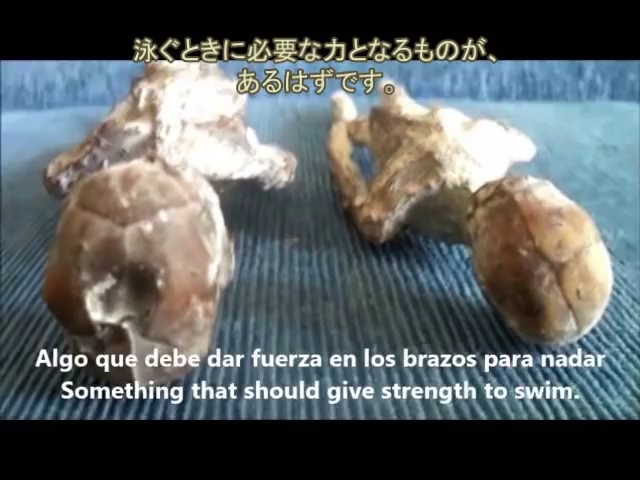 泳ぐときに必要な力となるものが、
あるはずです。
Algo que debe dar fuerza en los brazos para nadar
Something that should give strength to swim.